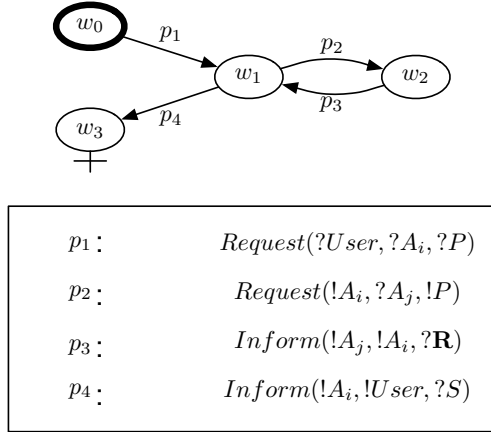 w₀
p₁
p₂
w₁
w₂
p₃
p₄
w₃
p₁: Request(?User, ?Aᵢ, ?P)
p₂: Request(!Aᵢ, ?Aⱼ, !P)
p₃: Inform(!Aⱼ, !Aᵢ, ?R)
p₄: Inform(!Aᵢ, !User, ?S)